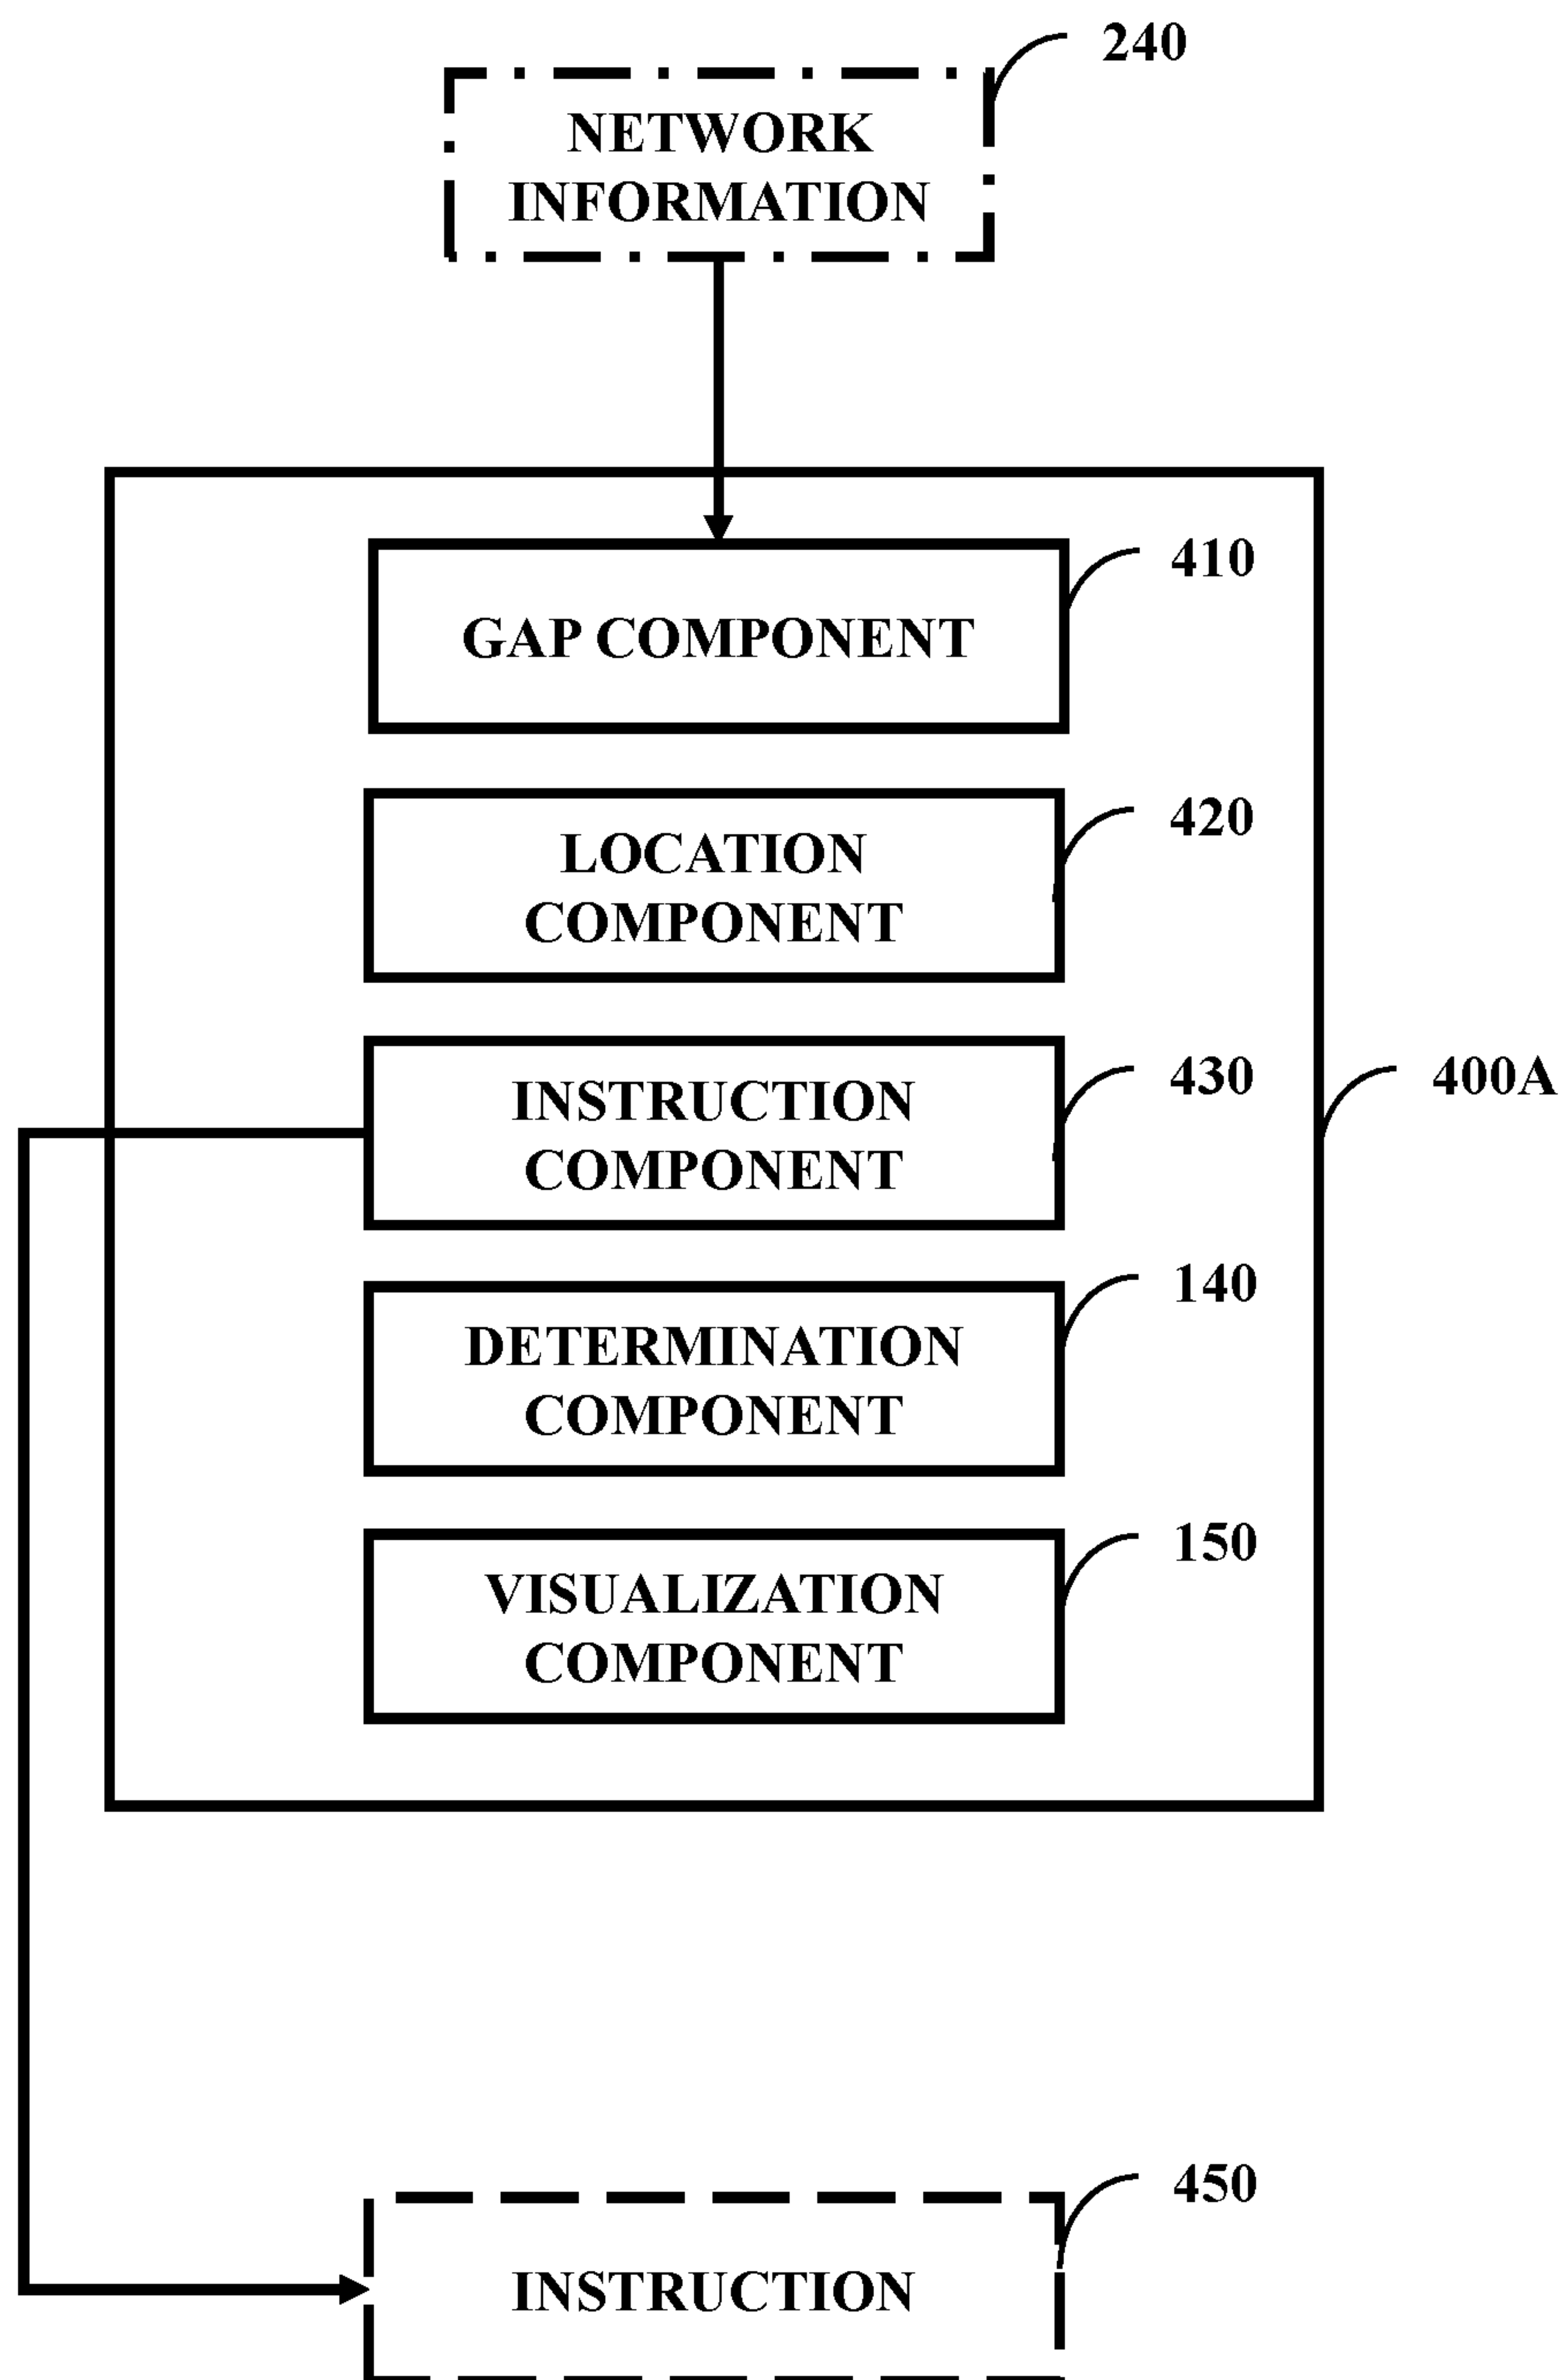 240
NETWORK
INFORMATION
410
GAP COMPONENT
420
LOCATION
COMPONENT
430
400A
INSTRUCTION
COMPONENT
140
DETERMINATION
COMPONENT
150
VISUALIZATION
COMPONENT
450
INSTRUCTION